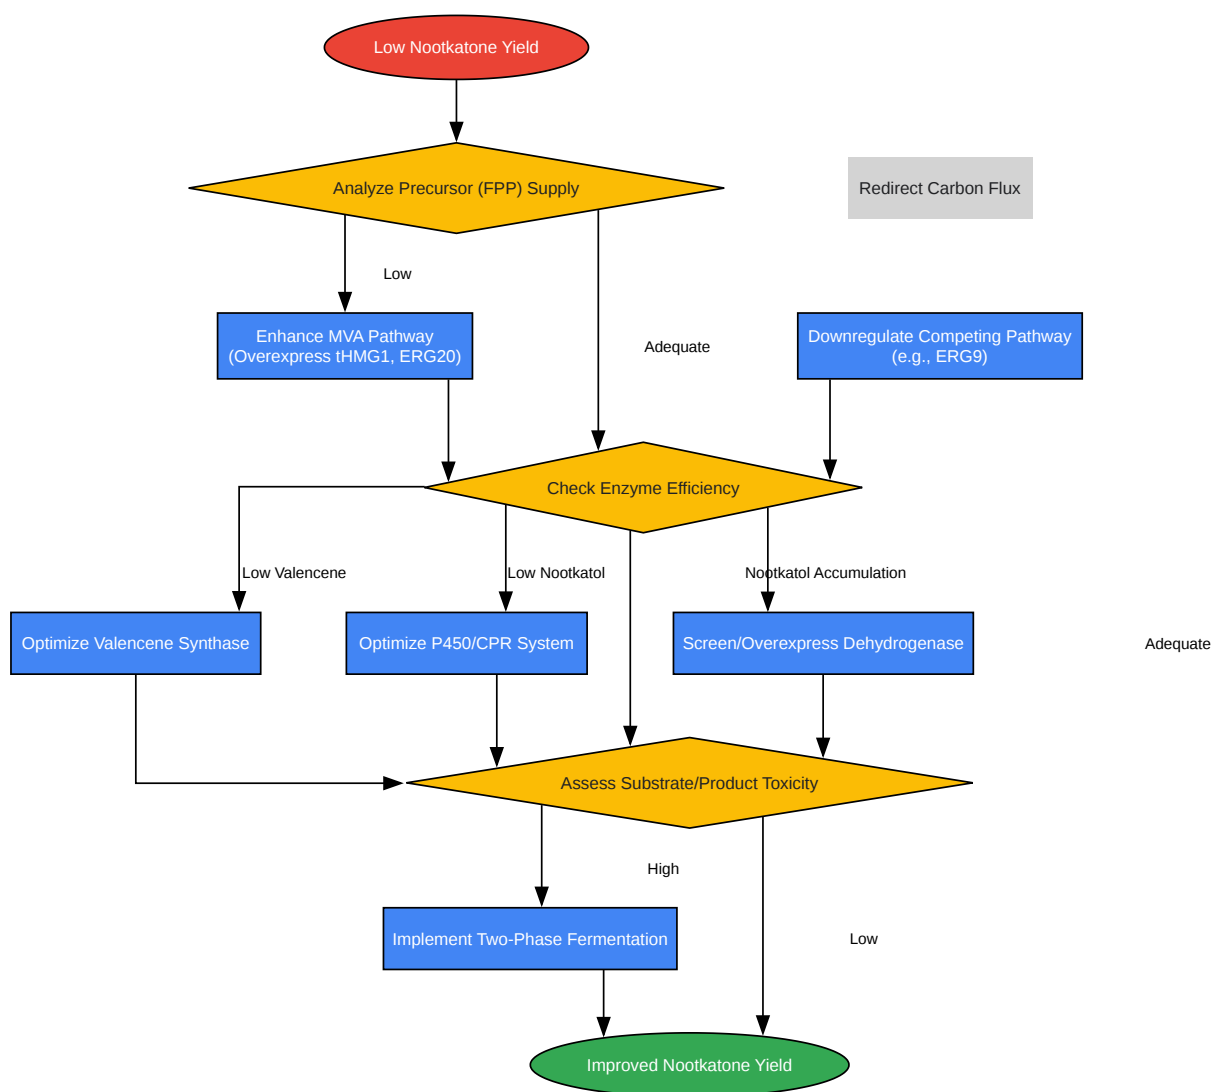 Low Nootkatone Yield
Analyze Precursor (FPP) Supply
Redirect Carbon Flux
Low
Enhance MVA Pathway
(Overexpress tHMG1, ERG20)
Adequate
Downregulate Competing Pathway
(e.g., ERG9)
Check Enzyme Efficiency
Low Valencene
Low Nootkatol
Nootkatol Accumulation
Optimize Valencene Synthase
Optimize P450/CPR System
Screen/Overexpress Dehydrogenase
Adequate
Assess Substrate/Product Toxicity
High
Implement Two-Phase Fermentation
Low
Improved Nootkatone Yield